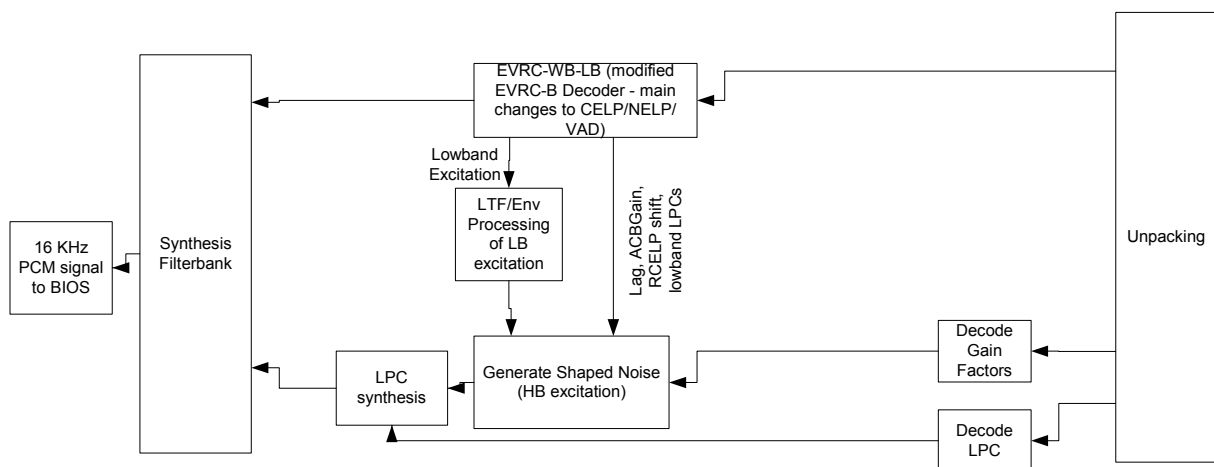 EVRC-WB-LB (modified
EVRC-B Decoder - main
changes to CELP/NELP/
VAD)
Lowband
Excitation
LTF/Env
Processing
of LB
excitation
Lag, ACBGain,
RCELP shift,
lowband LPCs
16 KHz
PCM signal
to BIOS
Synthesis
Filterbank
Unpacking
Generate Shaped Noise
(HB excitation)
LPC
synthesis
Decode
Gain
Factors
Decode
LPC